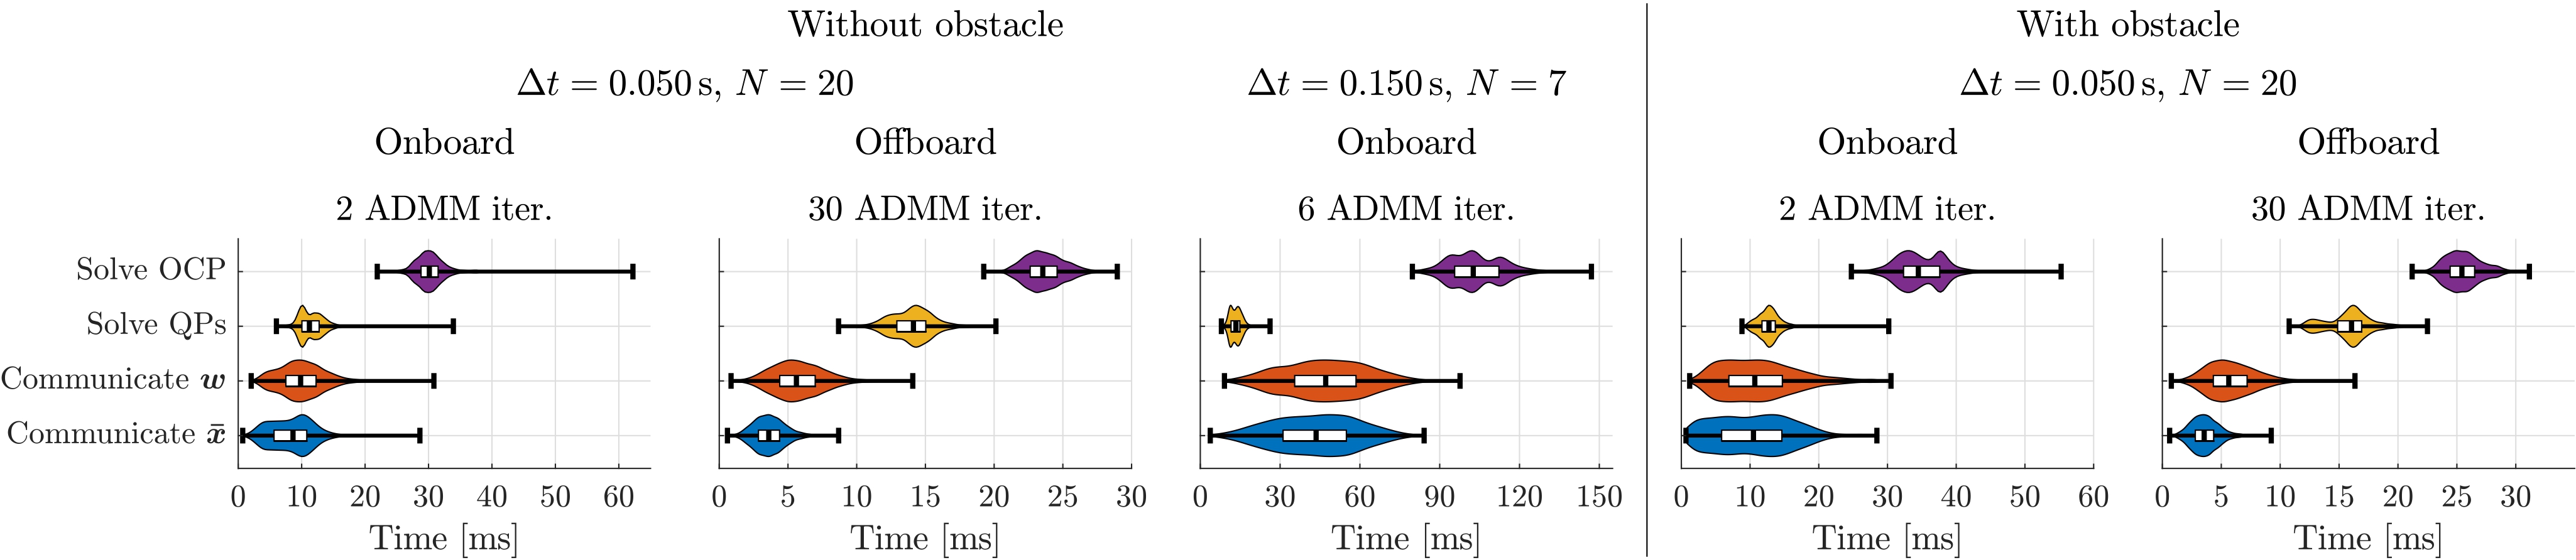 Without obstacle
With obstacle
Δt = 0.050 s, N = 20
Δt = 0.150 s, N = 7
Δt = 0.050 s, N = 20
Onboard
Offboard
Onboard
Onboard
Offboard
2 ADMM iter.
30 ADMM iter.
6 ADMM iter.
2 ADMM iter.
30 ADMM iter.
Solve OCP
Solve QPs
Communicate w
Communicate x̄
0 10 20 30 40 50 60
0 5 10 15 20 25 30
0 30 60 90 120 150
0 10 20 30 40 50 60
0 5 10 15 20 25 30
Time [ms]
Time [ms]
Time [ms]
Time [ms]
Time [ms]